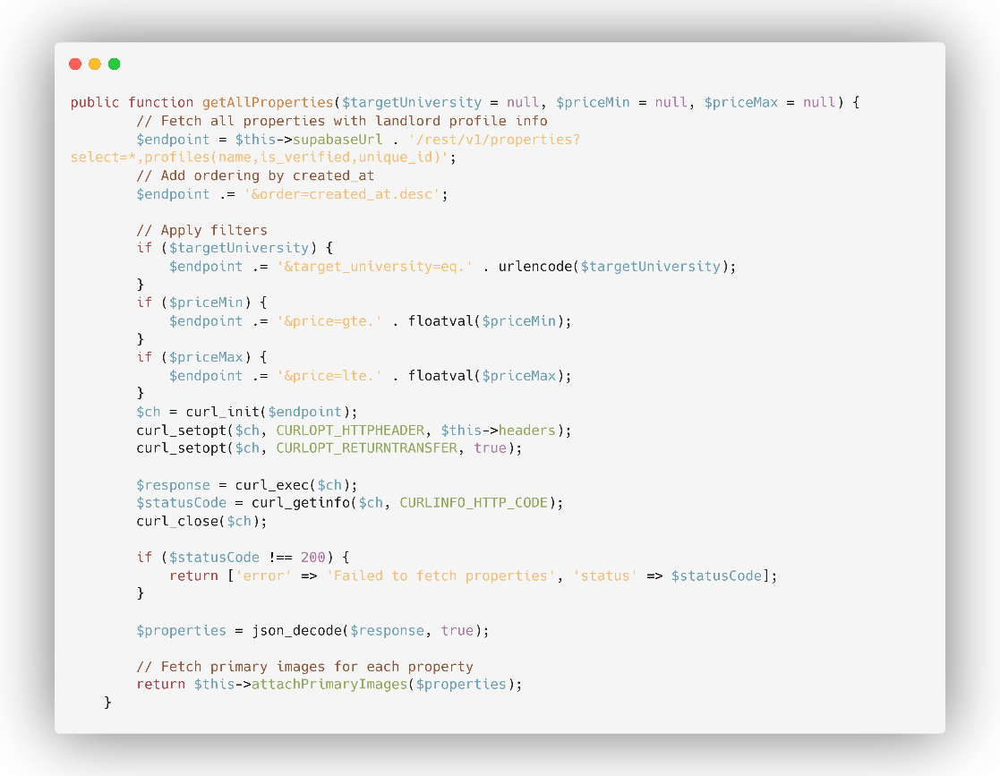 public function getAllProperties($targetUniversity = null, $priceMin = null, $priceMax = null) {
        // Fetch all properties with landlord profile info
        $endpoint = $this->supabaseUrl . '/rest/v1/properties?
select=*,profiles(name,is_verified,unique_id)';
        // Add ordering by created_at
        $endpoint .= '&order=created_at.desc';

        // Apply filters
        if ($targetUniversity) {
            $endpoint .= '&target_university=eq.' . urlencode($targetUniversity);
        }
        if ($priceMin) {
            $endpoint .= '&price=gte.' . floatval($priceMin);
        }
        if ($priceMax) {
            $endpoint .= '&price=lte.' . floatval($priceMax);
        }
        $ch = curl_init($endpoint);
        curl_setopt($ch, CURLOPT_HTTPHEADER, $this->headers);
        curl_setopt($ch, CURLOPT_RETURNTRANSFER, true);

        $response = curl_exec($ch);
        $statusCode = curl_getinfo($ch, CURLINFO_HTTP_CODE);
        curl_close($ch);

        if ($statusCode !== 200) {
            return ['error' => 'Failed to fetch properties', 'status' => $statusCode];
        }

        $properties = json_decode($response, true);

        // Fetch primary images for each property
        return $this->attachPrimaryImages($properties);
    }